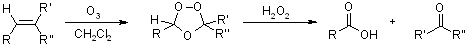 H R' O₃ H O-O R' H₂O₂ O O
R R" CH₂Cl₂ R O R" R OH + R' R"